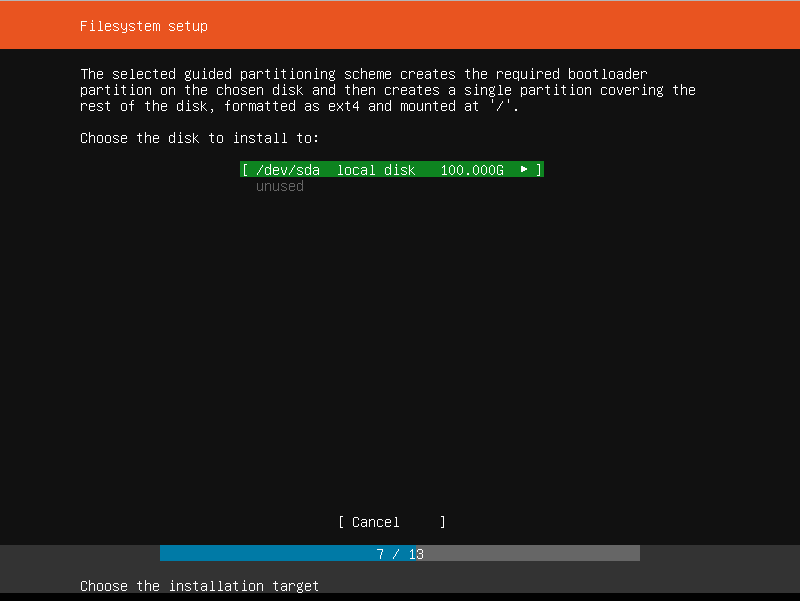 Filesystem setup
The selected guided partitioning scheme creates the required bootloader
partition on the chosen disk and then creates a single partition covering the
rest of the disk, formatted as ext4 and mounted at '/'.
Choose the disk to install to:
[ /dev/sda  local disk   100.000G  ▸ ]
unused
[ Cancel     ]
7 / 13
Choose the installation target